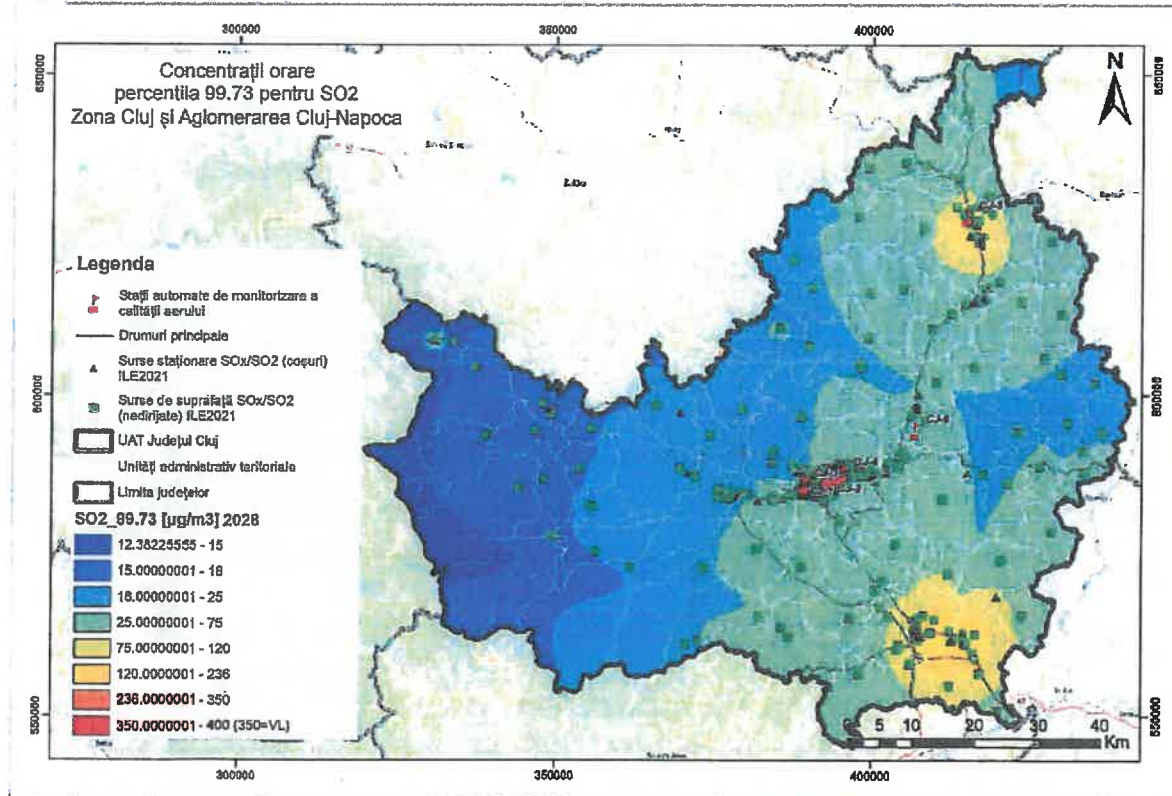 300000
350000
400000
650000
650000
Concentrații orare
percentila 99.73 pentru SO2
Zona Cluj și Aglomerarea Cluj-Napoca
N
Legenda
Stații automate de monitorizare a
calității aerului
Drumuri principale
Surse staționare SOx/SO2 (coșuri)
ILE2021
Surse de suprafață SOx/SO2
(nedirijate) ILE2021
UAT Județul Cluj
Unități administrativ teritoriale
Limita județelor
SO2_99.73 [µg/m3] 2028
12.38225555 - 15
15.00000001 - 18
18.00000001 - 25
25.00000001 - 75
75.00000001 - 120
120.0000001 - 236
236.0000001 - 350
350.0000001 - 400 (350=VL)
600000
600000
550000
550000
0 5 10 20 30 40
Km
300000
350000
400000